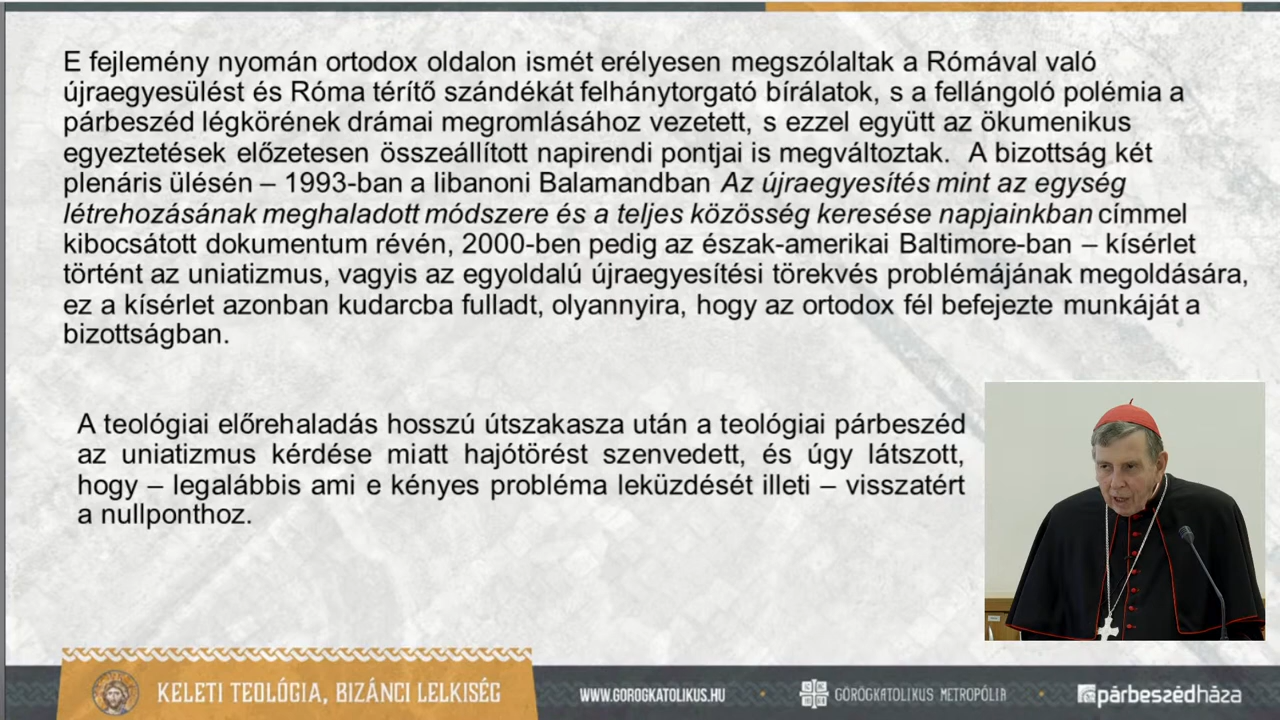 E fejlemény nyomán ortodox oldalon ismét erélyesen megszólaltak a Rómával való
újraegyesülést és Róma térítő szándékát felhánytorgató bírálatok, s a fellángoló polémia a
párbeszéd légkörének drámai megromlásához vezetett, s ezzel együtt az ökumenikus
egyeztetések előzetesen összeállított napirendi pontjai is megváltoztak. A bizottság két
plenáris ülésén – 1993-ban a libanoni Balamandban Az újraegyesítés mint az egység
létrehozásának meghaladott módszere és a teljes közösség keresése napjainkban címmel
kibocsátott dokumentum révén, 2000-ben pedig az észak-amerikai Baltimore-ban – kísérlet
történt az uniatizmus, vagyis az egyoldalú újraegyesítési törekvés problémájának megoldására,
ez a kísérlet azonban kudarcba fulladt, olyannyira, hogy az ortodox fél befejezte munkáját a
bizottságban.
A teológiai előrehaladás hosszú útszakasza után a teológiai párbeszéd
az uniatizmus kérdése miatt hajótörést szenvedett, és úgy látszott,
hogy – legalábbis ami e kényes probléma leküzdését illeti – visszatért
a nullponthoz.
KELETI TEOLÓGIA, BIZÁNCI LELKISÉG
WWW.GOROGKATOLIKUS.HU
GÖRÖGKATOLIKUS METROPÓLIA
párbeszédháza